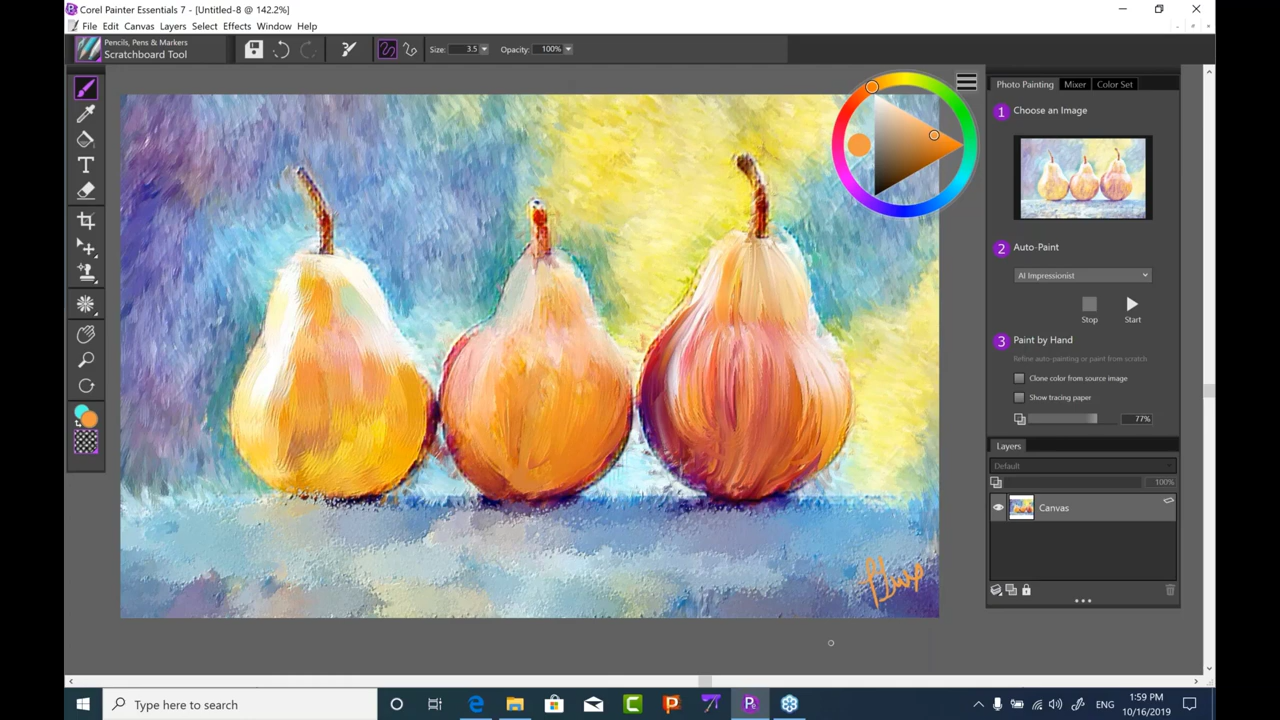 Corel Painter Essentials 7 - [Untitled-8 @ 142.2%]
File Edit Canvas Layers Select Effects Window Help
Pencils, Pens & Markers
Scratchboard Tool
Size: 3.5 Opacity: 100%
Photo Painting Mixer Color Set
1 Choose an Image
2 Auto-Paint
AI Impressionist
Stop Start
3 Paint by Hand
Refine auto-painting or paint from scratch.
Clone color from source image
Show tracing paper
77%
Layers
Default
100%
Canvas
Type here to search
ENG
1:59 PM
10/16/2019